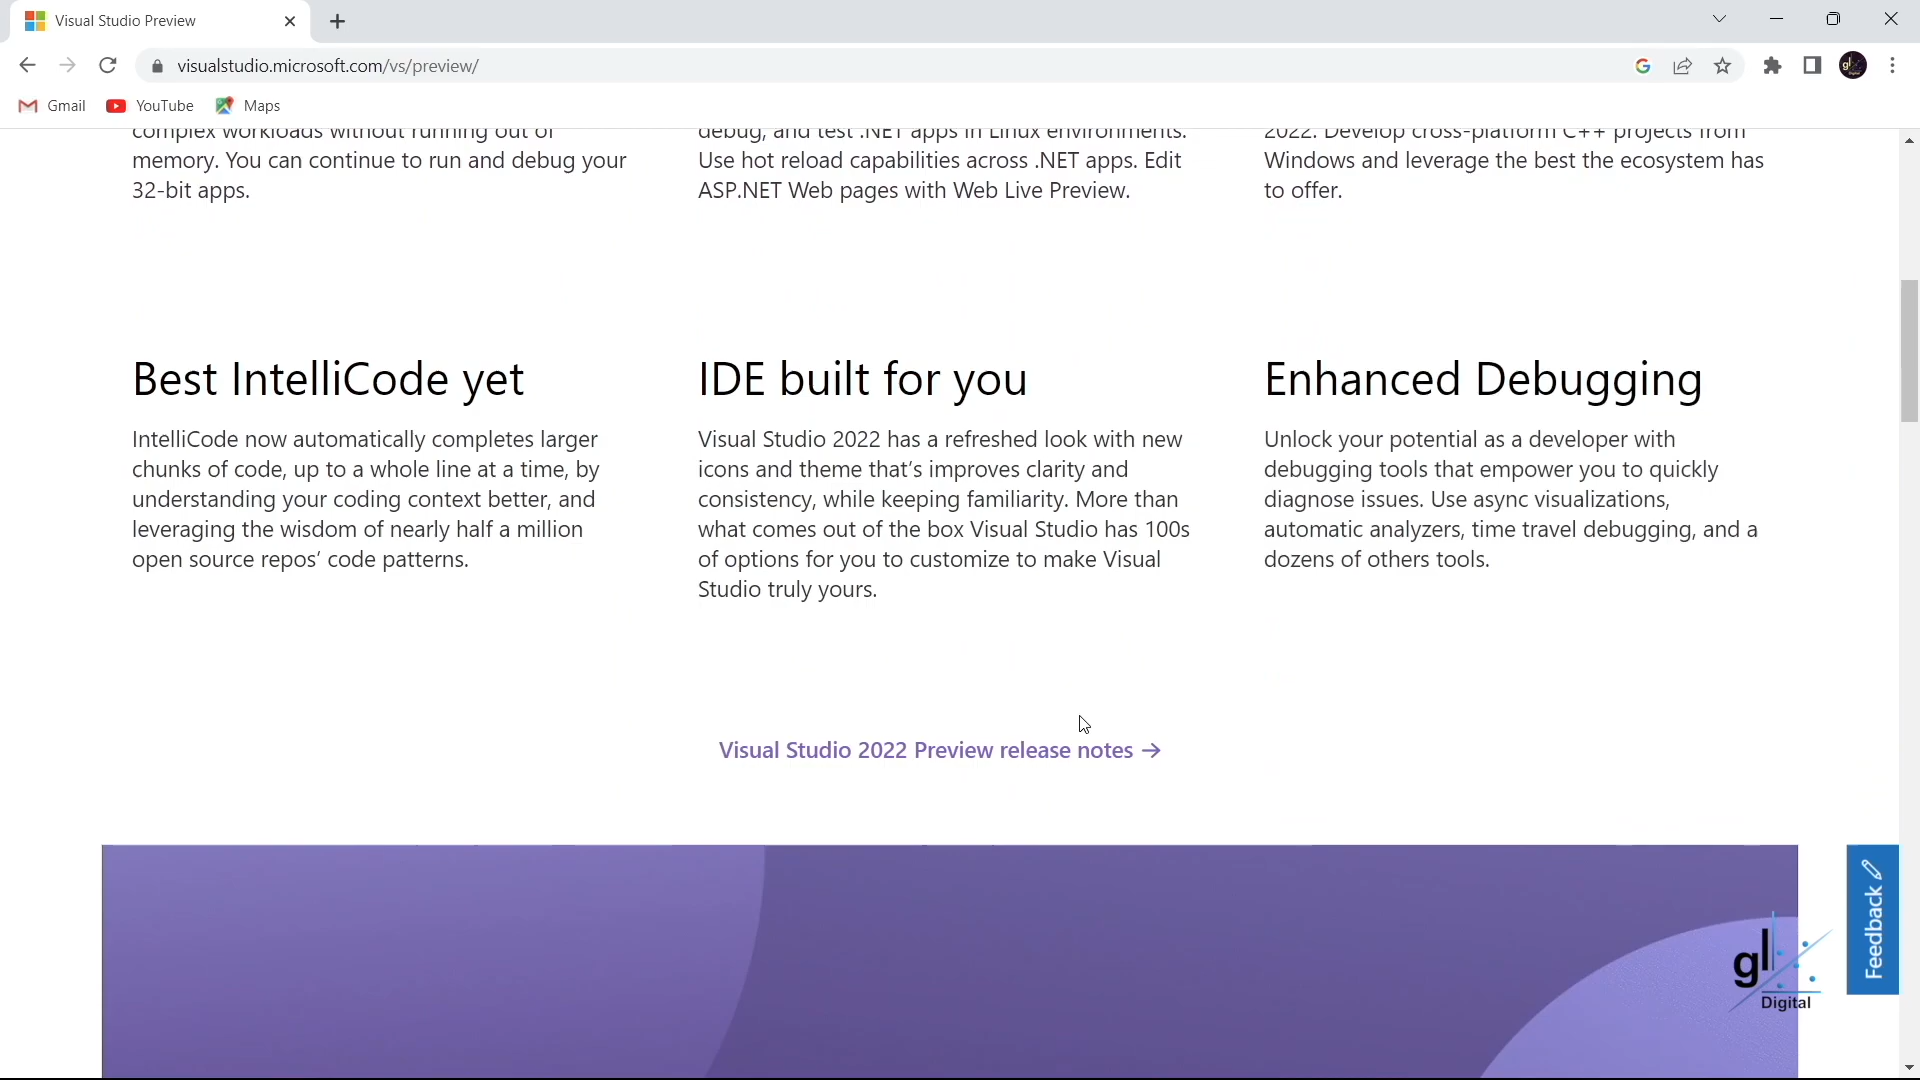 Visual Studio Preview
visualstudio.microsoft.com/vs/preview/
Gmail YouTube Maps
complex workloads without running out of
memory. You can continue to run and debug your
32-bit apps.
debug, and test .NET apps in Linux environments.
Use hot reload capabilities across .NET apps. Edit
ASP.NET Web pages with Web Live Preview.
2022. Develop cross-platform C++ projects from
Windows and leverage the best the ecosystem has
to offer.
Best IntelliCode yet
IntelliCode now automatically completes larger
chunks of code, up to a whole line at a time, by
understanding your coding context better, and
leveraging the wisdom of nearly half a million
open source repos’ code patterns.
IDE built for you
Visual Studio 2022 has a refreshed look with new
icons and theme that’s improves clarity and
consistency, while keeping familiarity. More than
what comes out of the box Visual Studio has 100s
of options for you to customize to make Visual
Studio truly yours.
Enhanced Debugging
Unlock your potential as a developer with
debugging tools that empower you to quickly
diagnose issues. Use async visualizations,
automatic analyzers, time travel debugging, and a
dozens of others tools.
Visual Studio 2022 Preview release notes →
Feedback
gl
Digital